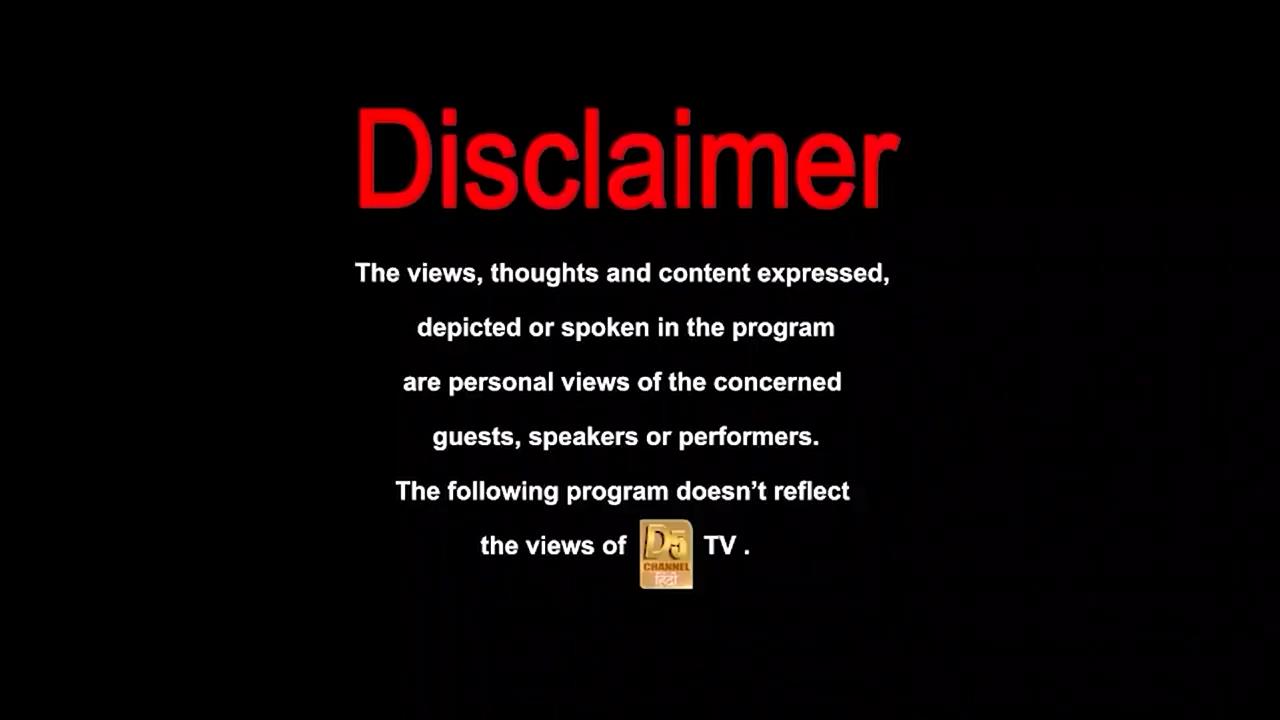 Disclaimer
The views, thoughts and content expressed,
depicted or spoken in the program
are personal views of the concerned
guests, speakers or performers.
The following program doesn’t reflect
the views of D5 CHANNEL हिंदी TV .